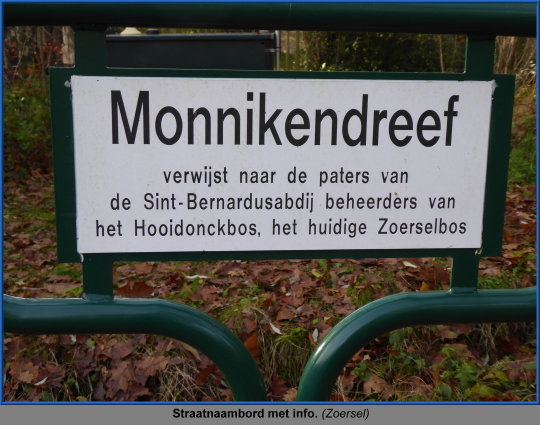 Monnikendreef
verwijst naar de paters van
de Sint-Bernardusabdij beheerders van
het Hooidonckbos, het huidige Zoerselbos
Straatnaambord met info. (Zoersel)